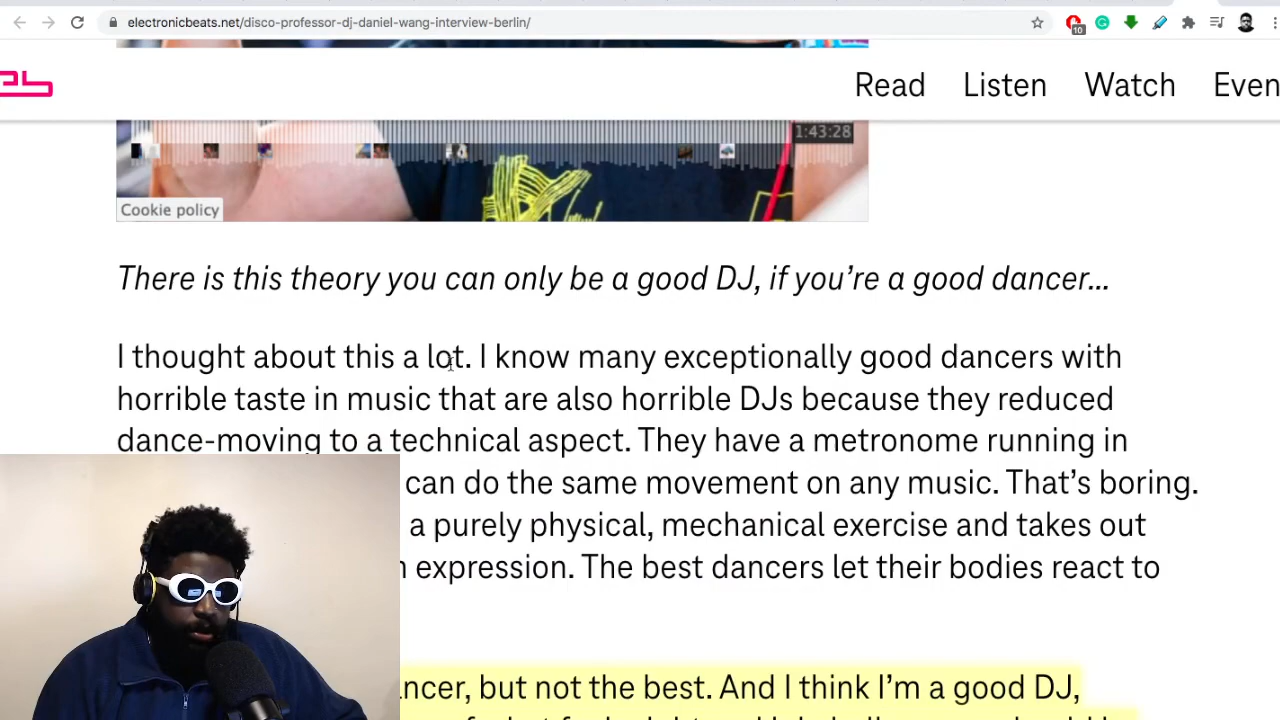 electronicbeats.net/disco-professor-dj-daniel-wang-interview-berlin/
10
Read Listen Watch Even
1:43:28
Cookie policy
There is this theory you can only be a good DJ, if you’re a good dancer...
I thought about this a lot. I know many exceptionally good dancers with
horrible taste in music that are also horrible DJs because they reduced
dance-moving to a technical aspect. They have a metronome running in
can do the same movement on any music. That’s boring.
a purely physical, mechanical exercise and takes out
expression. The best dancers let their bodies react to
but not the best. And I think I’m a good DJ,